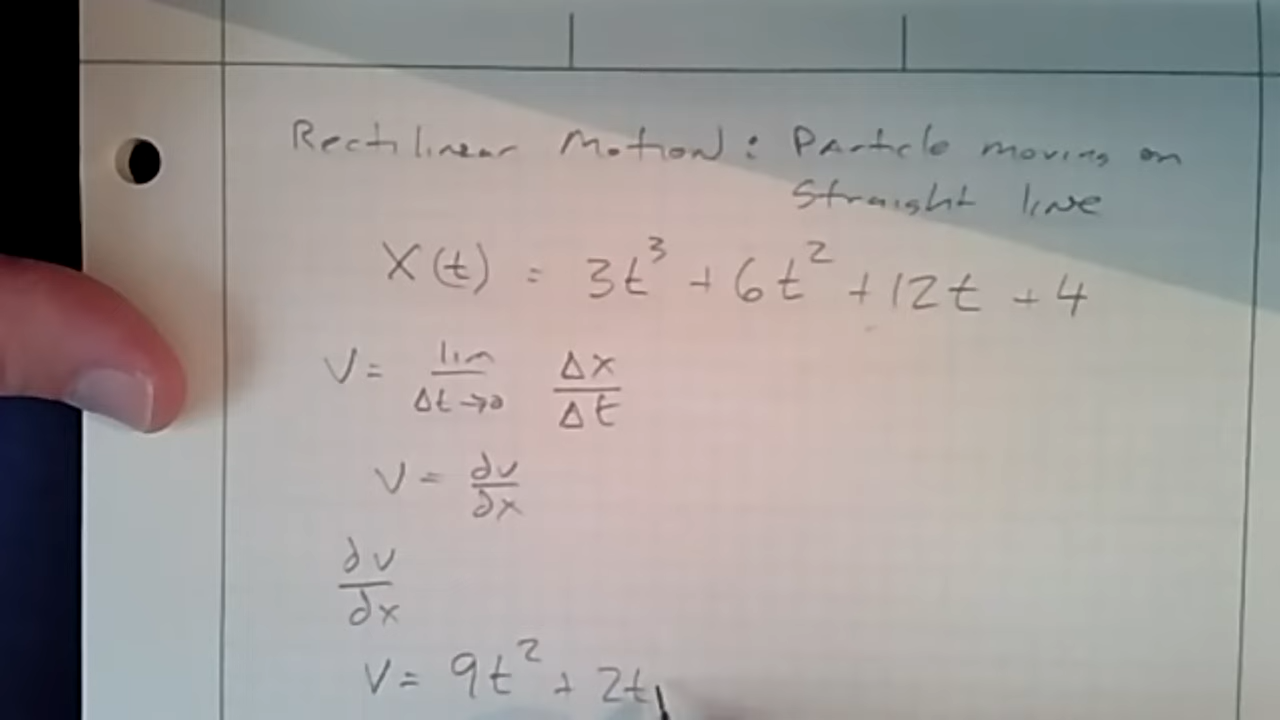 Rectilinear Motion: Particle moving on
Straight line
X(t) = 3t³ + 6t² + 12t + 4
V = lim Δx
Δt→0 Δt
V = ∂v
∂x
∂v
∂x
V = 9t² + 2t